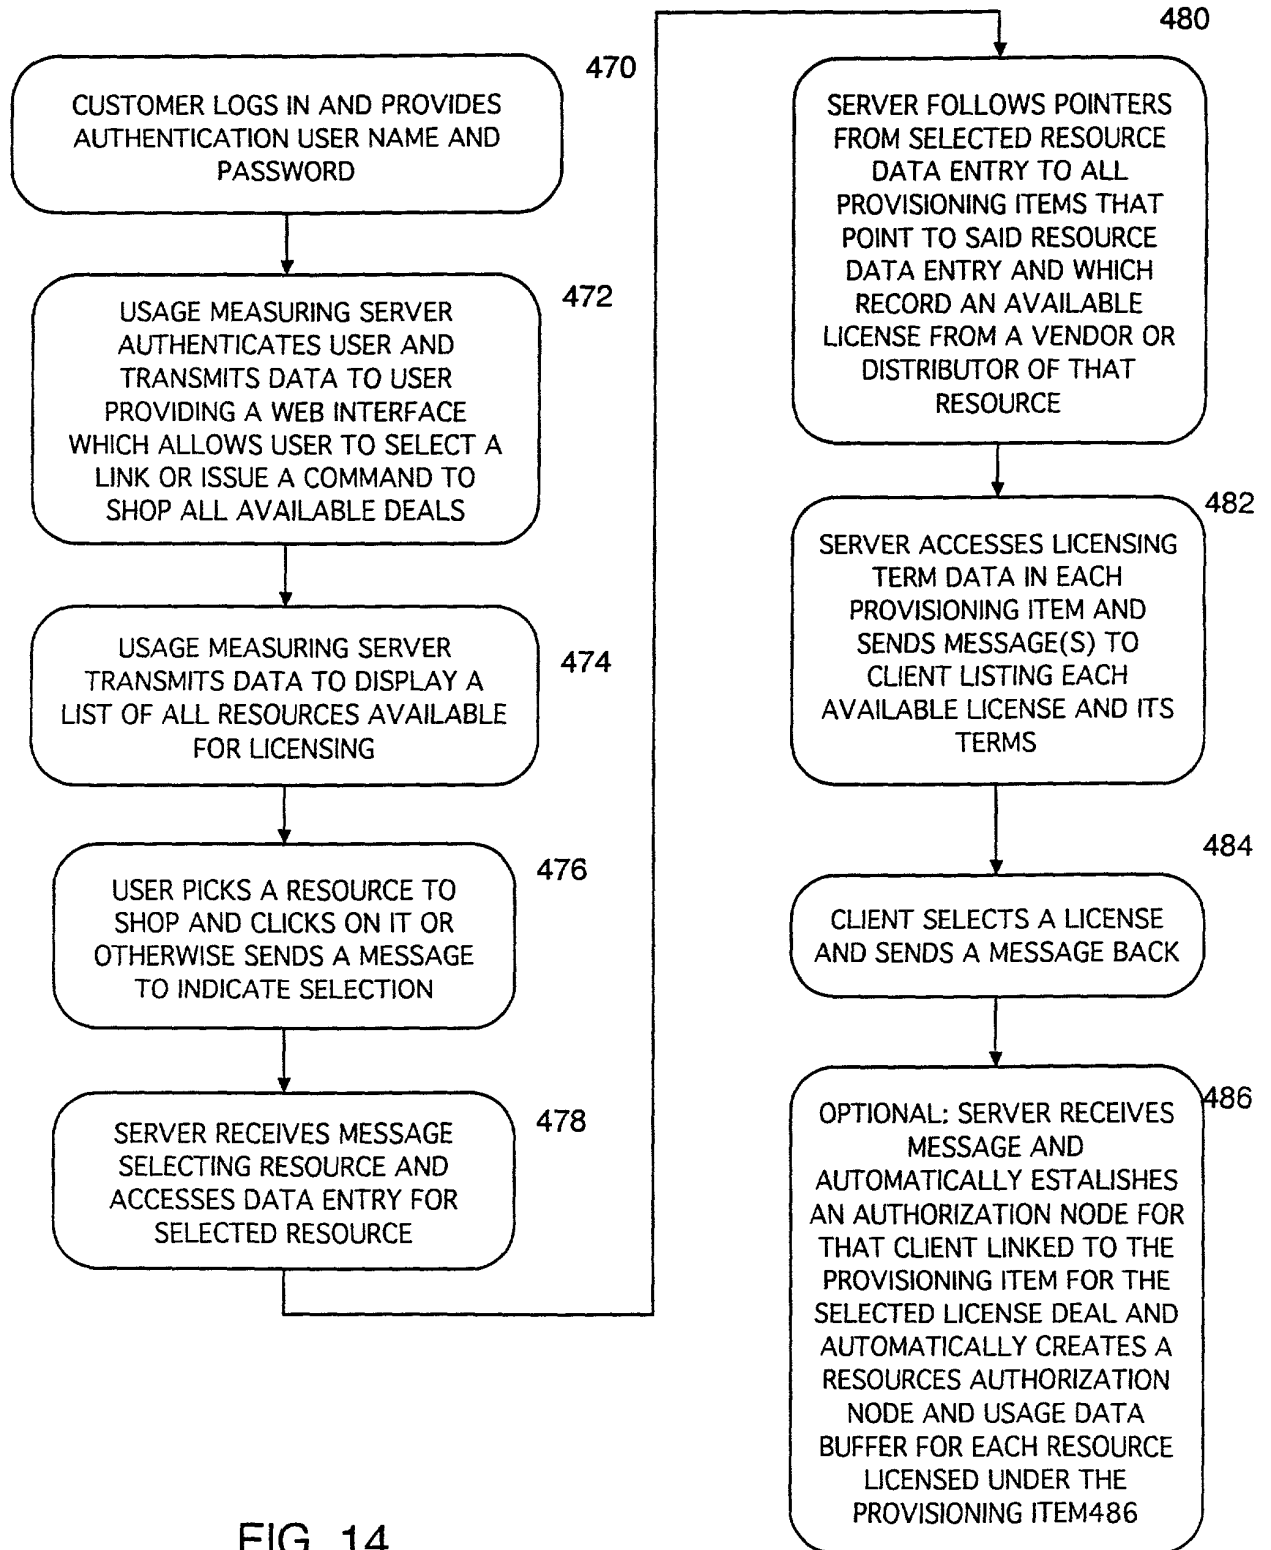 470
CUSTOMER LOGS IN AND PROVIDES
AUTHENTICATION USER NAME AND
PASSWORD
472
USAGE MEASURING SERVER
AUTHENTICATES USER AND
TRANSMITS DATA TO USER
PROVIDING A WEB INTERFACE
WHICH ALLOWS USER TO SELECT A
LINK OR ISSUE A COMMAND TO
SHOP ALL AVAILABLE DEALS
474
USAGE MEASURING SERVER
TRANSMITS DATA TO DISPLAY A
LIST OF ALL RESOURCES AVAILABLE
FOR LICENSING
476
USER PICKS A RESOURCE TO
SHOP AND CLICKS ON IT OR
OTHERWISE SENDS A MESSAGE
TO INDICATE SELECTION
478
SERVER RECEIVES MESSAGE
SELECTING RESOURCE AND
ACCESSES DATA ENTRY FOR
SELECTED RESOURCE
480
SERVER FOLLOWS POINTERS
FROM SELECTED RESOURCE
DATA ENTRY TO ALL
PROVISIONING ITEMS THAT
POINT TO SAID RESOURCE
DATA ENTRY AND WHICH
RECORD AN AVAILABLE
LICENSE FROM A VENDOR OR
DISTRIBUTOR OF THAT
RESOURCE
482
SERVER ACCESSES LICENSING
TERM DATA IN EACH
PROVISIONING ITEM AND
SENDS MESSAGE(S) TO
CLIENT LISTING EACH
AVAILABLE LICENSE AND ITS
TERMS
484
CLIENT SELECTS A LICENSE
AND SENDS A MESSAGE BACK
486
OPTIONAL: SERVER RECEIVES
MESSAGE AND
AUTOMATICALLY ESTALISHES
AN AUTHORIZATION NODE FOR
THAT CLIENT LINKED TO THE
PROVISIONING ITEM FOR THE
SELECTED LICENSE DEAL AND
AUTOMATICALLY CREATES A
RESOURCES AUTHORIZATION
NODE AND USAGE DATA
BUFFER FOR EACH RESOURCE
LICENSED UNDER THE
PROVISIONING ITEM486
FIG. 14